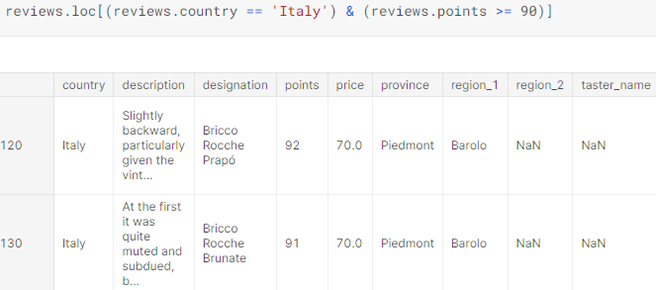 reviews.loc[(reviews.country == 'Italy') & (reviews.points >= 90)]
country description designation points price province region_1 region_2 taster_name
Slightly
backward,
particularly
given the
vint...
Bricco
Rocche
Prapó
120 Italy 92 70.0 Piedmont Barolo NaN NaN
At the first
it was
quite
muted and
subdued,
b...
Bricco
Rocche
Brunate
130 Italy 91 70.0 Piedmont Barolo NaN NaN